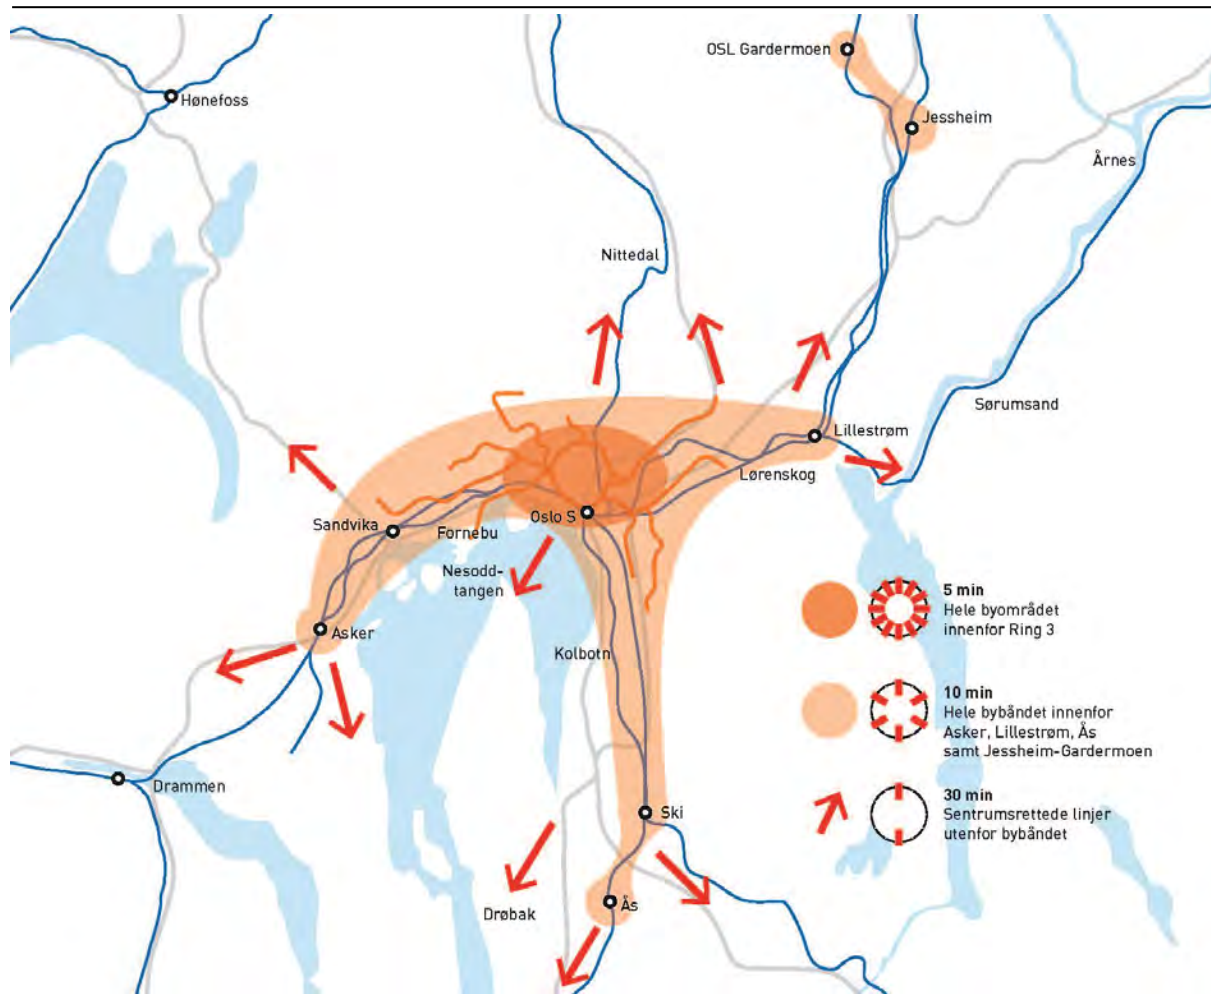 OSL Gardermoen
Hønefoss
Jessheim
Årnes
Nittedal
Sørumsand
Lillestrøm
Lørenskog
Sandvika
Oslo S
Fornebu
Nesodd-
tangen
Asker
Kolbotn
Drammen
Ski
Drøbak
Ås
5 min
Hele byområdet
innenfor Ring 3
10 min
Hele bybåndet innenfor
Asker, Lillestrøm, Ås
samt Jessheim-Gardermoen
30 min
Sentrumsrettede linjer
utenfor bybåndet